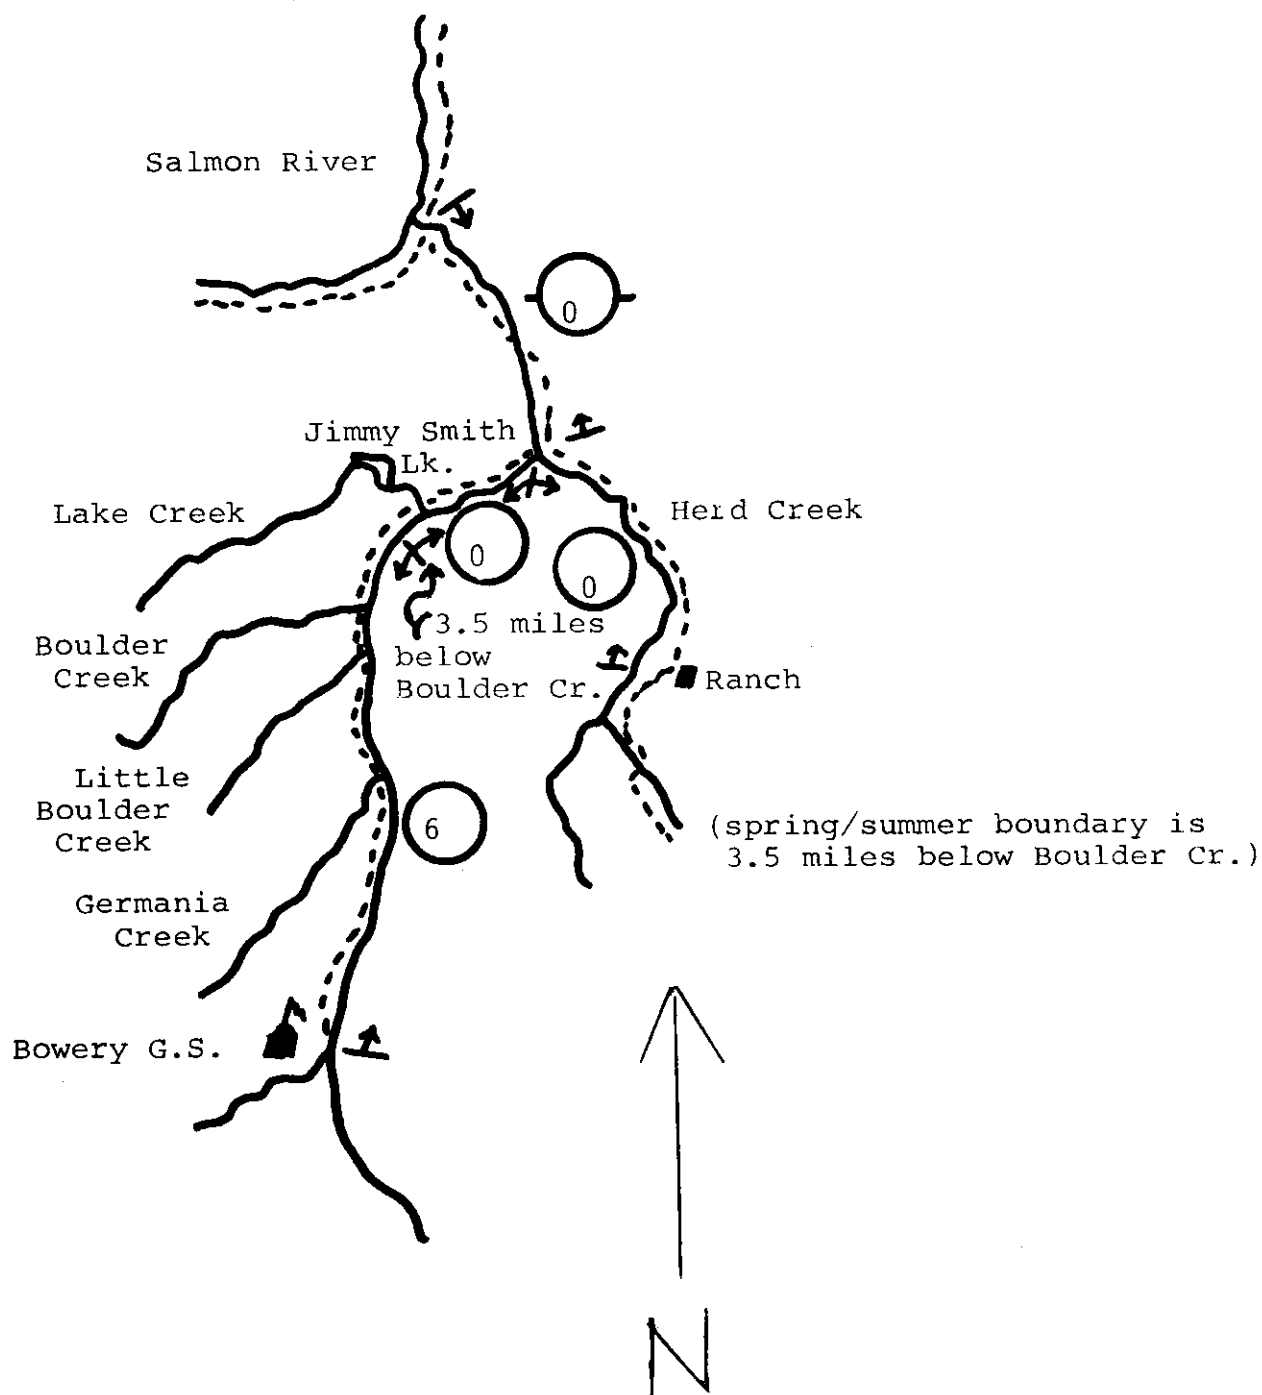 Salmon River
0
Jimmy Smith
Lk.
Lake Creek
Herd Creek
0
0
3.5 miles
below
Boulder Cr.
Boulder
Creek
Ranch
Little
Boulder
Creek
6
(spring/summer boundary is
3.5 miles below Boulder Cr.)
Germania
Creek
Bowery G.S.
N